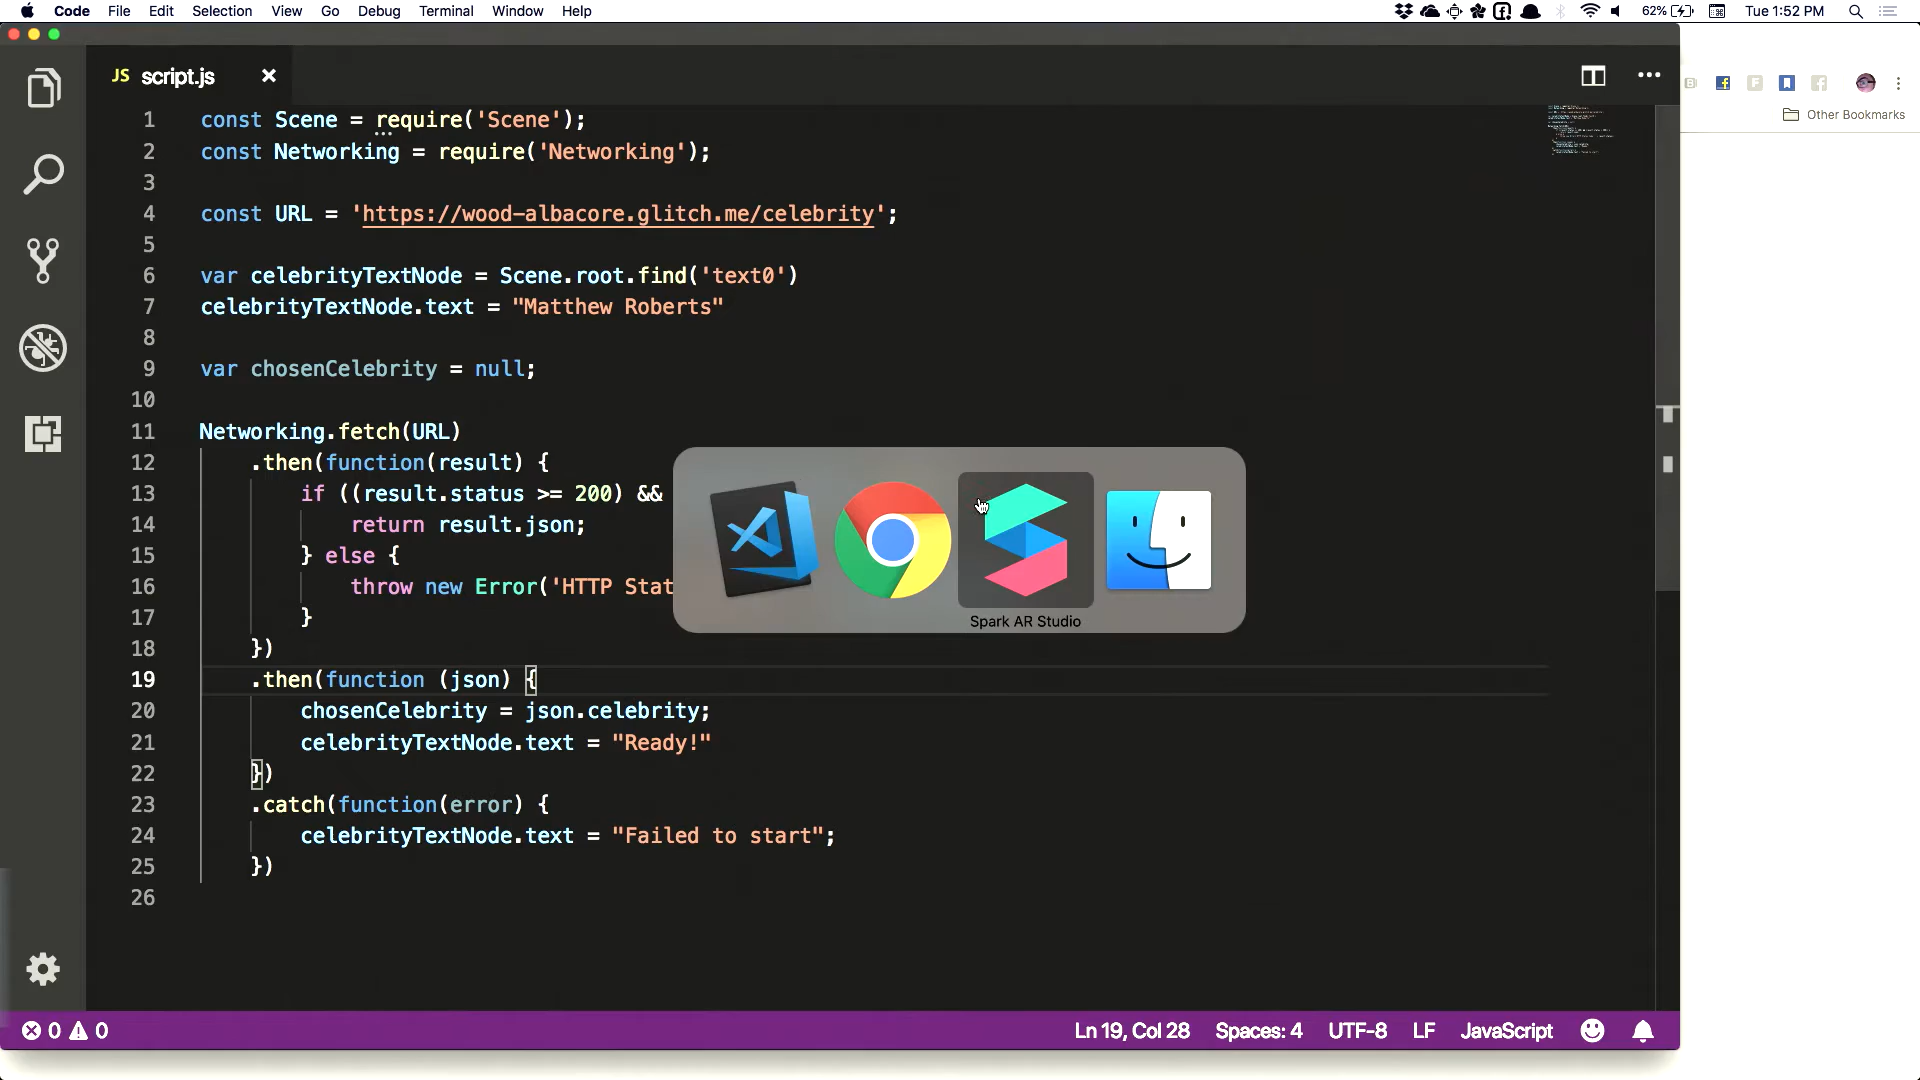 Code File Edit Selection View Go Debug Terminal Window Help 62% Tue 1:52 PM
JS script.js
Other Bookmarks
1 const Scene = require('Scene');
2 const Networking = require('Networking');
3
4 const URL = 'https://wood-albacore.glitch.me/celebrity';
5
6 var celebrityTextNode = Scene.root.find('text0')
7 celebrityTextNode.text = "Matthew Roberts"
8
9 var chosenCelebrity = null;
10
11 Networking.fetch(URL)
12 .then(function(result) {
13 if ((result.status >= 200) &&
14 return result.json;
15 } else {
16 throw new Error('HTTP Stat
17 }
18 })
19 .then(function (json) {
20 chosenCelebrity = json.celebrity;
21 celebrityTextNode.text = "Ready!"
22 })
23 .catch(function(error) {
24 celebrityTextNode.text = "Failed to start";
25 })
26
Spark AR Studio
0 0 Ln 19, Col 28 Spaces: 4 UTF-8 LF JavaScript